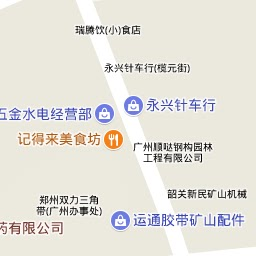 瑞腾饮(小)食店
永兴针车行(榄元街)
永兴针车行
五金水电经营部
记得来美食坊
广州顺哒钢构园林
工程有限公司
韶关新民矿山机械
郑州双力三角
带(广州办事处)
运通胶带矿山配件
药有限公司